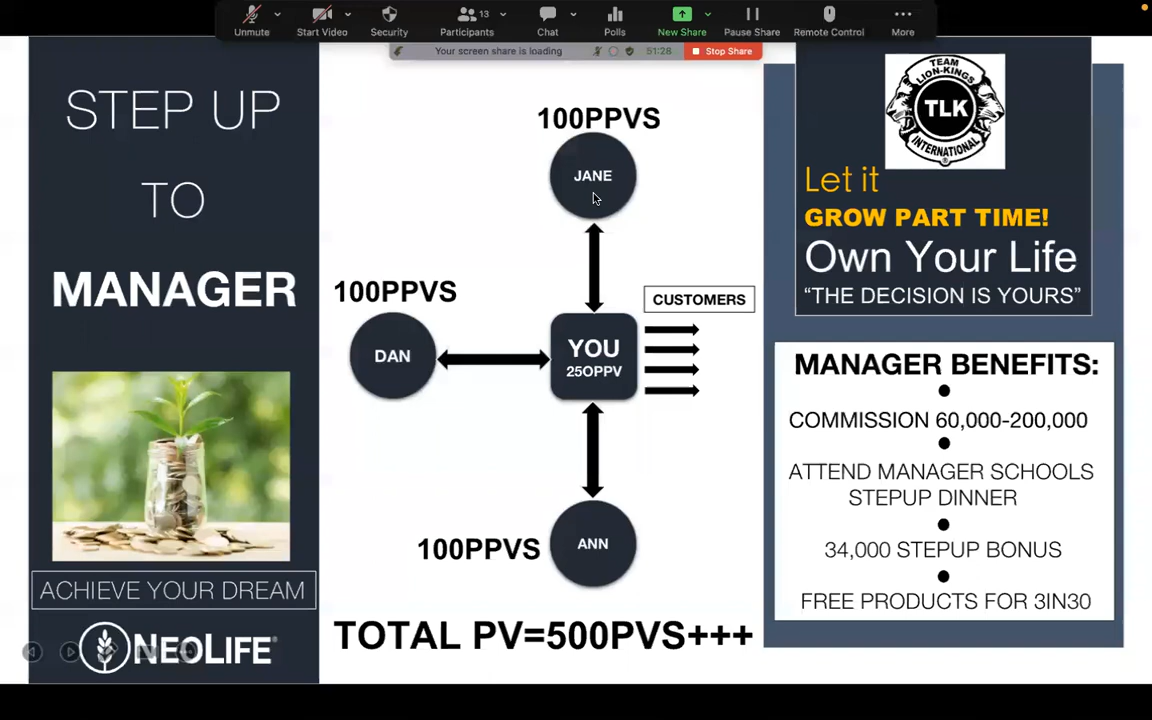 Unmute
Start Video
Security
13
Participants
Chat
Polls
New Share
Pause Share
Remote Control
More
Your screen share is loading
51:28
Stop Share
STEP UP
TO
MANAGER
ACHIEVE YOUR DREAM
NEOLIFE®
100PPVS
JANE
100PPVS
DAN
YOU
25OPPV
CUSTOMERS
100PPVS
ANN
TOTAL PV=500PVS+++
TEAM
LION-KINGS
TLK
INTERNATIONAL
Let it
GROW PART TIME!
Own Your Life
“THE DECISION IS YOURS”
MANAGER BENEFITS:
COMMISSION 60,000-200,000
ATTEND MANAGER SCHOOLS
STEPUP DINNER
34,000 STEPUP BONUS
FREE PRODUCTS FOR 3IN30